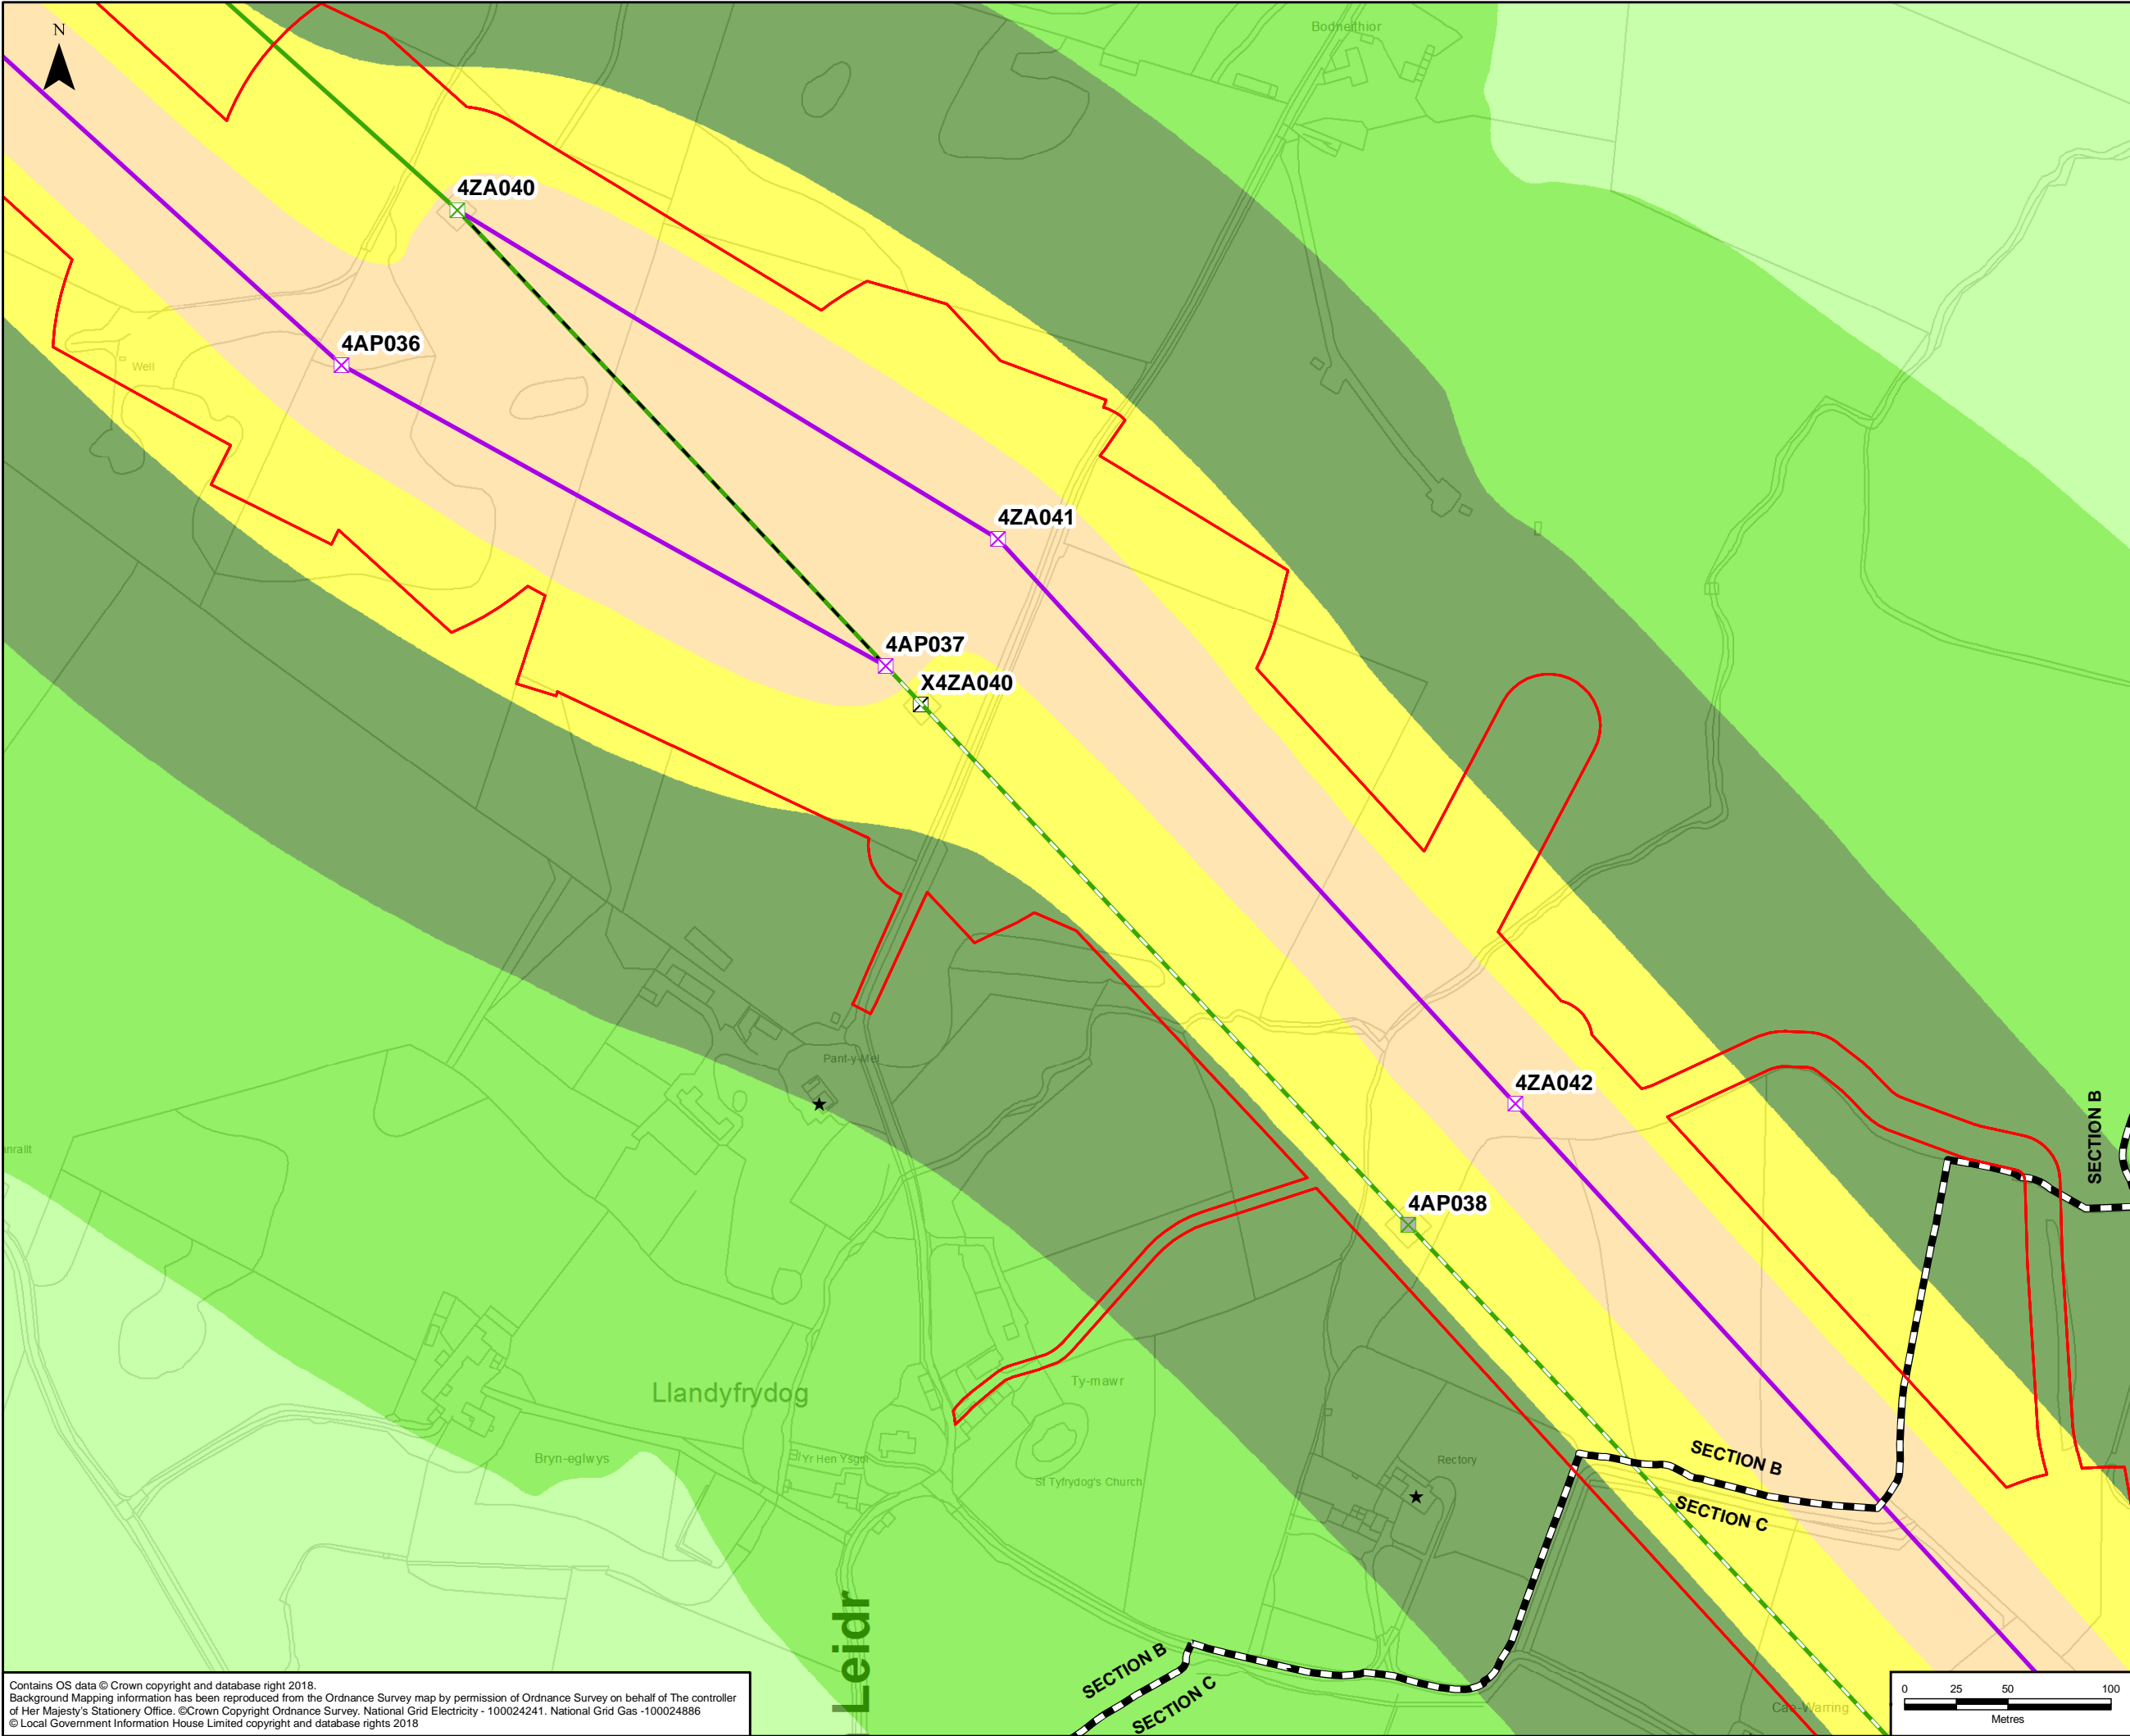 N
Bodneithior
4ZA040
4AP036
Well
4ZA041
4AP037
X4ZA040
Pant-y-Mel
4ZA042
SECTION B
4AP038
Llandyfrydog
Ty-mawr
Bryn-eglwys
Yr Hen Ysgol
St Tyfrydog's Church
Rectory
SECTION B
SECTION C
Leidr
SECTION B
SECTION C
Cae-Warring
0 25 50 100
Metres
Contains OS data © Crown copyright and database right 2018.
Background Mapping information has been reproduced from the Ordnance Survey map by permission of Ordnance Survey on behalf of The controller
of Her Majesty's Stationery Office. ©Crown Copyright Ordnance Survey. National Grid Electricity - 100024241. National Grid Gas -100024886
© Local Government Information House Limited copyright and database rights 2018